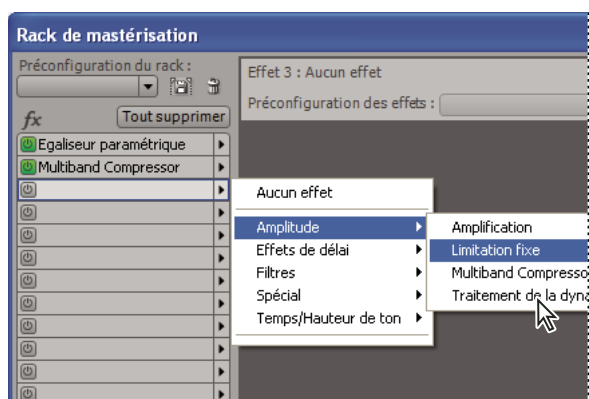 Rack de mastérisation
Préconfiguration du rack :
fx
Tout supprimer
Egaliseur paramétrique
Multiband Compressor
Effet 3 : Aucun effet
Préconfiguration des effets :
Aucun effet
Amplitude
Effets de délai
Filtres
Spécial
Temps/Hauteur de ton
Amplification
Limitation fixe
Multiband Compresso
Traitement de la dyna